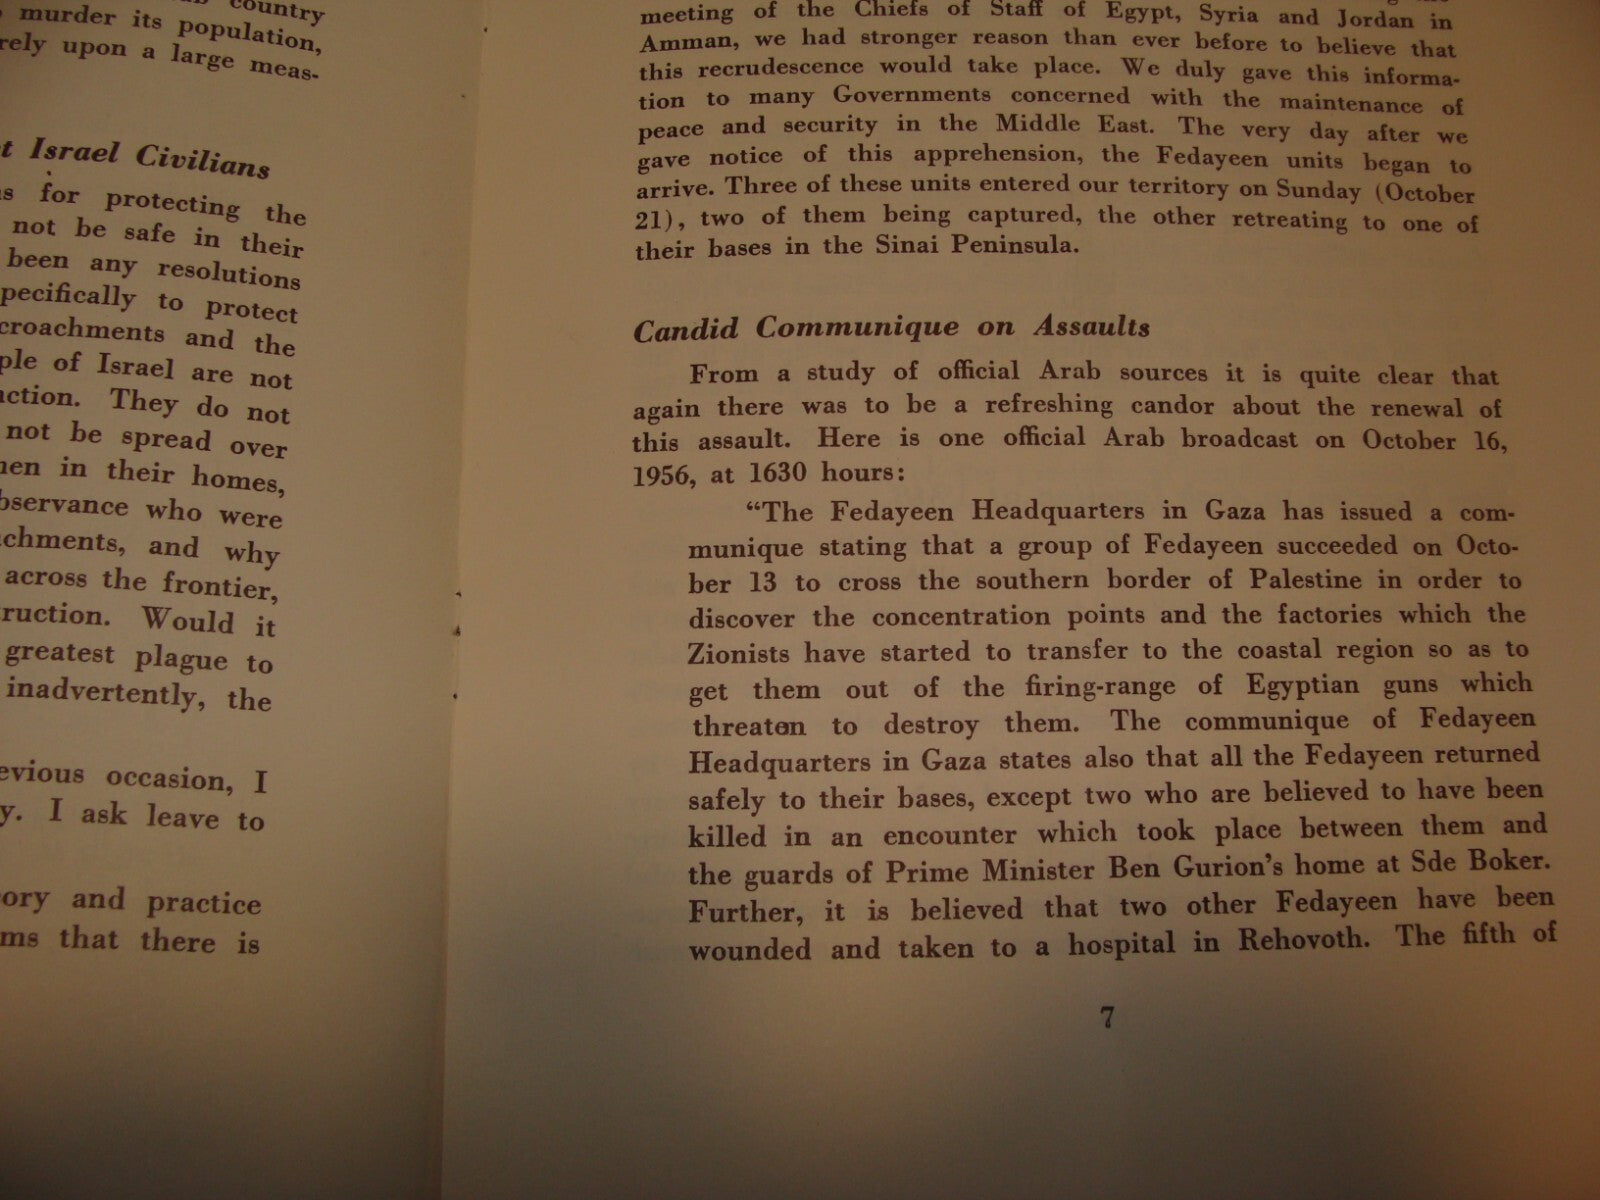 country
murder its population,
rely upon a large meas-
t Israel Civilians
s for protecting the
not be safe in their
been any resolutions
pecifically to protect
croachments and the
ple of Israel are not
ction. They do not
not be spread over
men in their homes,
bservance who were
chments, and why
across the frontier,
ruction. Would it
greatest plague to
inadvertently, the
evious occasion, I
y. I ask leave to
ory and practice
ms that there is
meeting of the Chiefs of Staff of Egypt, Syria and Jordan in
Amman, we had stronger reason than ever before to believe that
this recrudescence would take place. We duly gave this informa-
tion to many Governments concerned with the maintenance of
peace and security in the Middle East. The very day after we
gave notice of this apprehension, the Fedayeen units began to
arrive. Three of these units entered our territory on Sunday (October
21), two of them being captured, the other retreating to one of
their bases in the Sinai Peninsula.
Candid Communique on Assaults
From a study of official Arab sources it is quite clear that
again there was to be a refreshing candor about the renewal of
this assault. Here is one official Arab broadcast on October 16,
1956, at 1630 hours:
“The Fedayeen Headquarters in Gaza has issued a com-
munique stating that a group of Fedayeen succeeded on Octo-
ber 13 to cross the southern border of Palestine in order to
discover the concentration points and the factories which the
Zionists have started to transfer to the coastal region so as to
get them out of the firing-range of Egyptian guns which
threaten to destroy them. The communique of Fedayeen
Headquarters in Gaza states also that all the Fedayeen returned
safely to their bases, except two who are believed to have been
killed in an encounter which took place between them and
the guards of Prime Minister Ben Gurion’s home at Sde Boker.
Further, it is believed that two other Fedayeen have been
wounded and taken to a hospital in Rehovoth. The fifth of
7